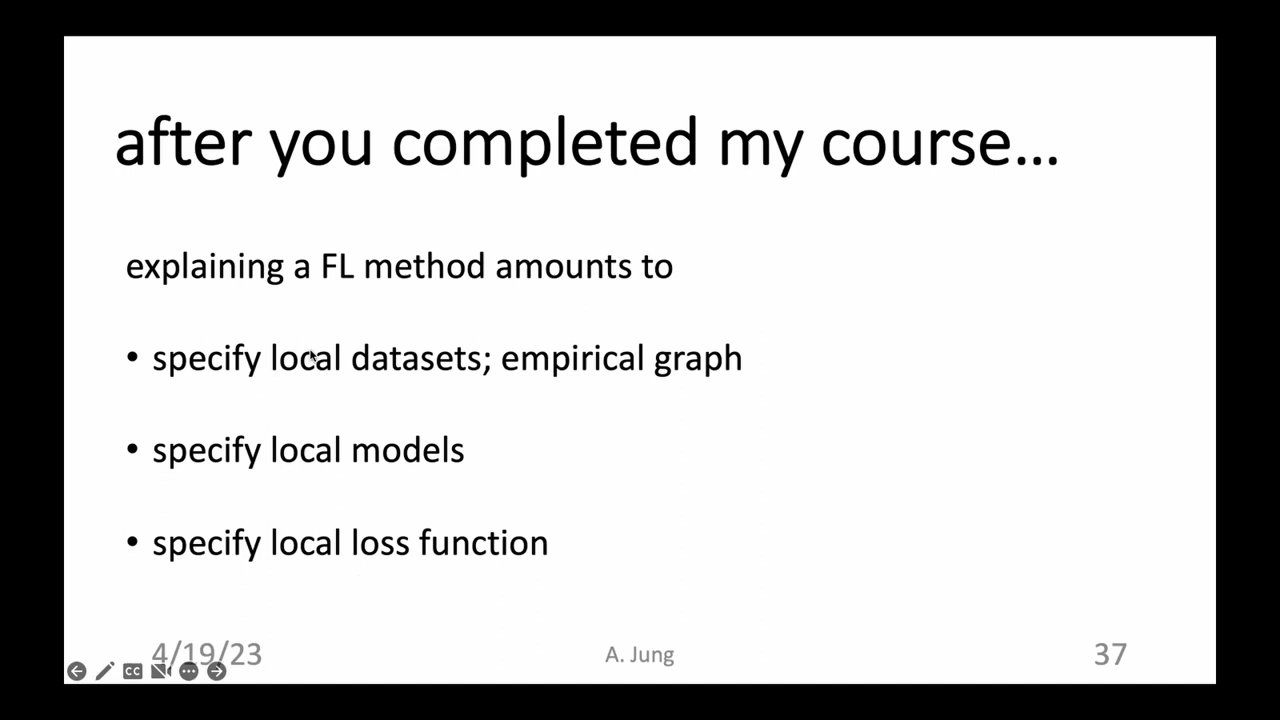 after you completed my course...
explaining a FL method amounts to
• specify local datasets; empirical graph
• specify local models
• specify local loss function
4/19/23
A. Jung
37
CC